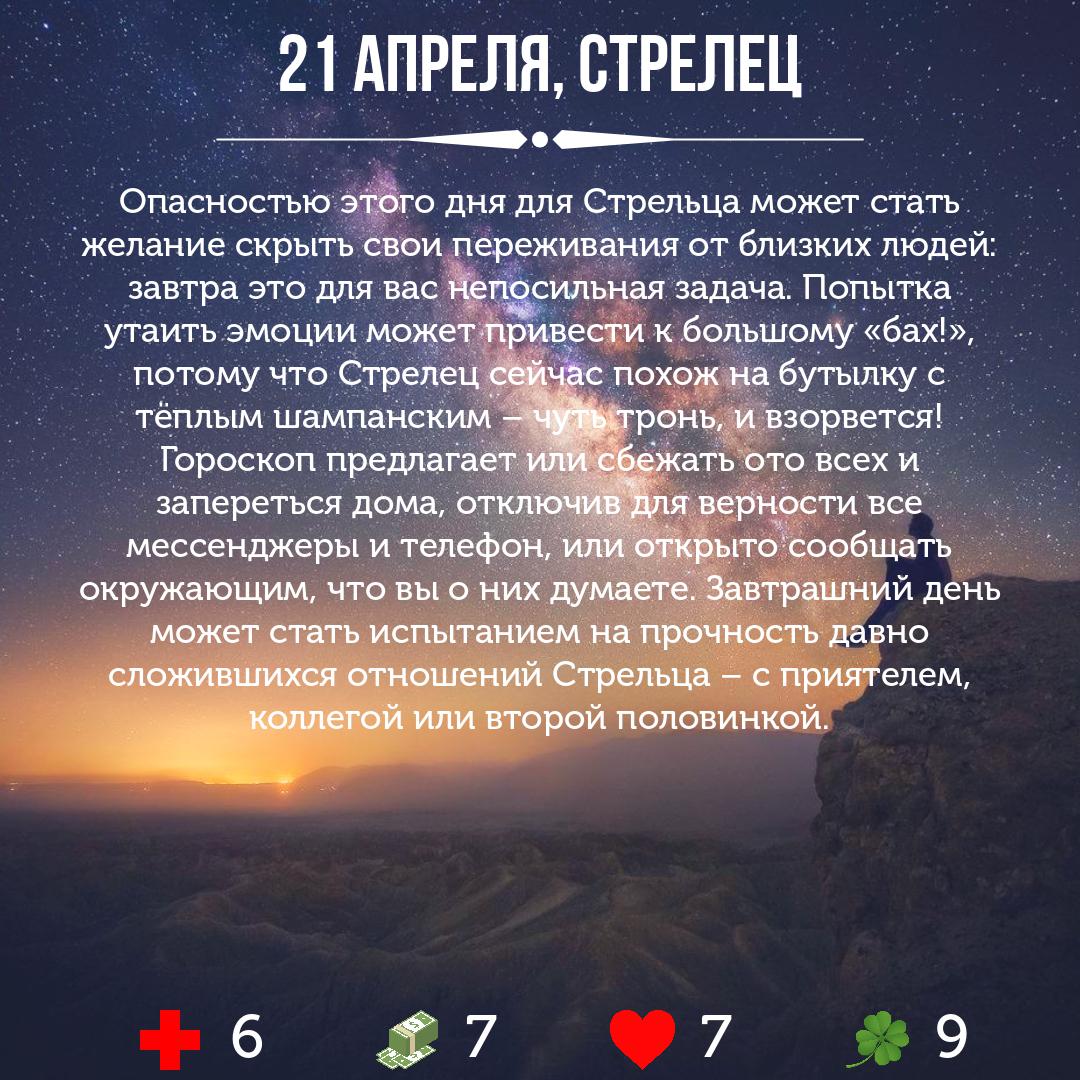 21 АПРЕЛЯ, СТРЕЛЕЦ
Опасностью этого дня для Стрельца может стать
желание скрыть свои переживания от близких людей:
завтра это для вас непосильная задача. Попытка
утаить эмоции может привести к большому «бах!»,
потому что Стрелец сейчас похож на бутылку с
тёплым шампанским – чуть тронь, и взорвется!
Гороскоп предлагает или сбежать ото всех и
запереться дома, отключив для верности все
мессенджеры и телефон, или открыто сообщать
окружающим, что вы о них думаете. Завтрашний день
может стать испытанием на прочность давно
сложившихся отношений Стрельца – с приятелем,
коллегой или второй половинкой.
6 7 7 9